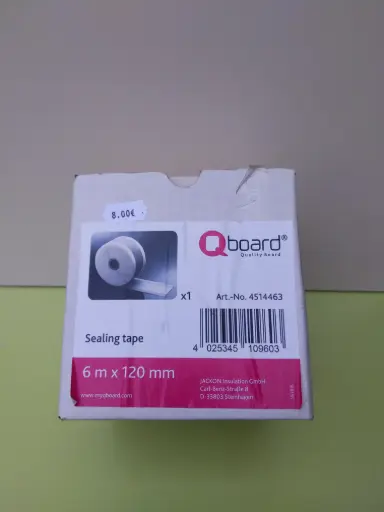 8.00€
Qboard®
Quality board
x1
Art.-No. 4514463
Sealing tape
4 025345 109603
6 m x 120 mm
JACKON Insulation GmbH
Carl-Benz-Straße 8
D-33803 Steinhagen
www.myqboard.com